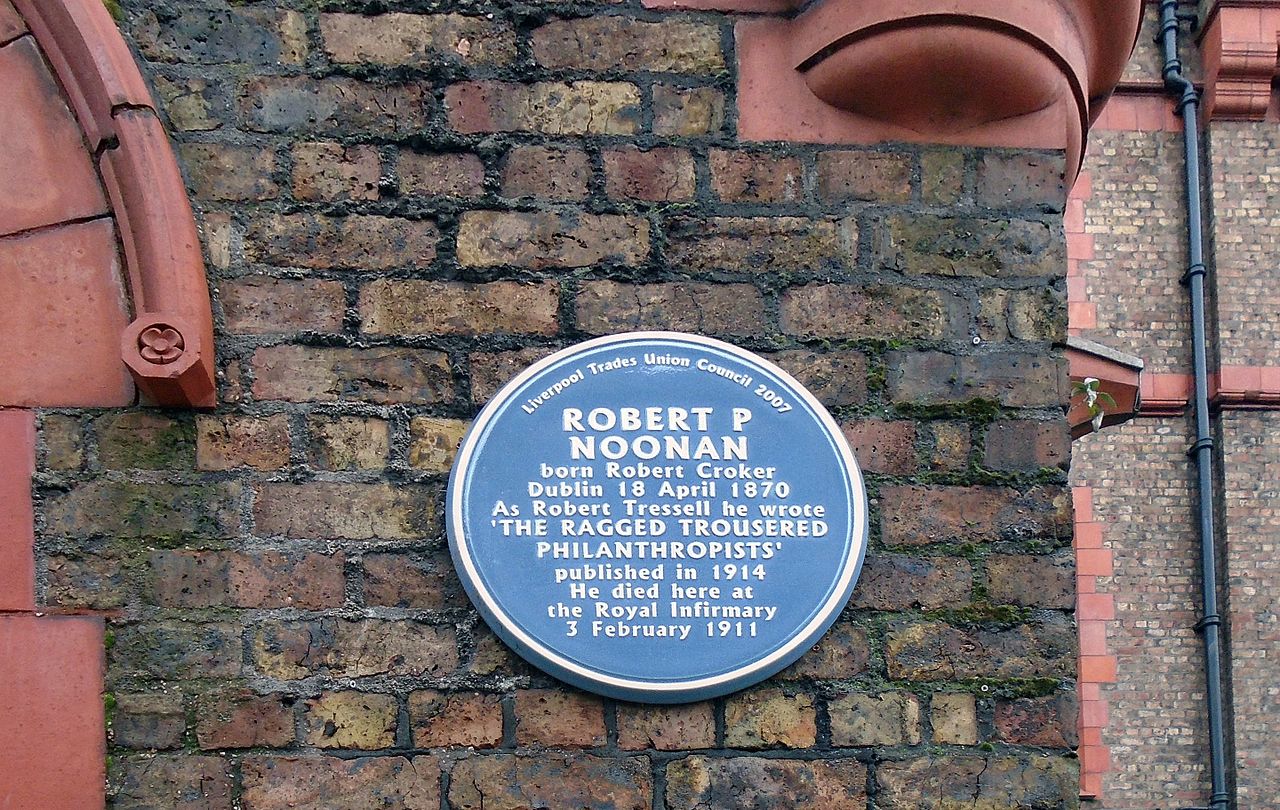 Liverpool Trades Union Council 2007
ROBERT P
NOONAN
born Robert Croker
Dublin 18 April 1870
As Robert Tressell he wrote
'THE RAGGED TROUSERED
PHILANTHROPISTS'
published in 1914
He died here at
the Royal Infirmary
3 February 1911